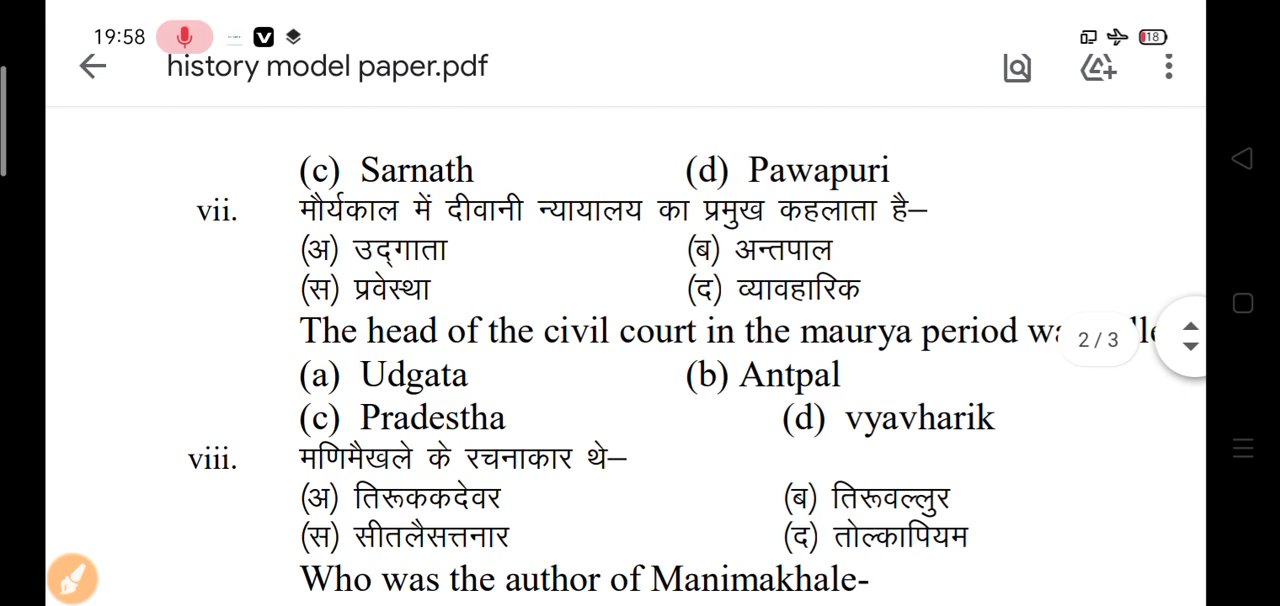 19:58
18
history model paper.pdf
(c) Sarnath (d) Pawapuri
vii. मौर्यकाल में दीवानी न्यायालय का प्रमुख कहलाता है–
(अ) उद्गाता (ब) अन्तपाल
(स) प्रवेस्था (द) व्यावहारिक
The head of the civil court in the maurya period
2 / 3
(a) Udgata (b) Antpal
(c) Pradestha (d) vyavharik
viii. मणिमैखले के रचनाकार थे–
(अ) तिरूककदेवर (ब) तिरूवल्लुर
(स) सीतलैसत्तनार (द) तोल्कापियम
Who was the author of Manimakhale-